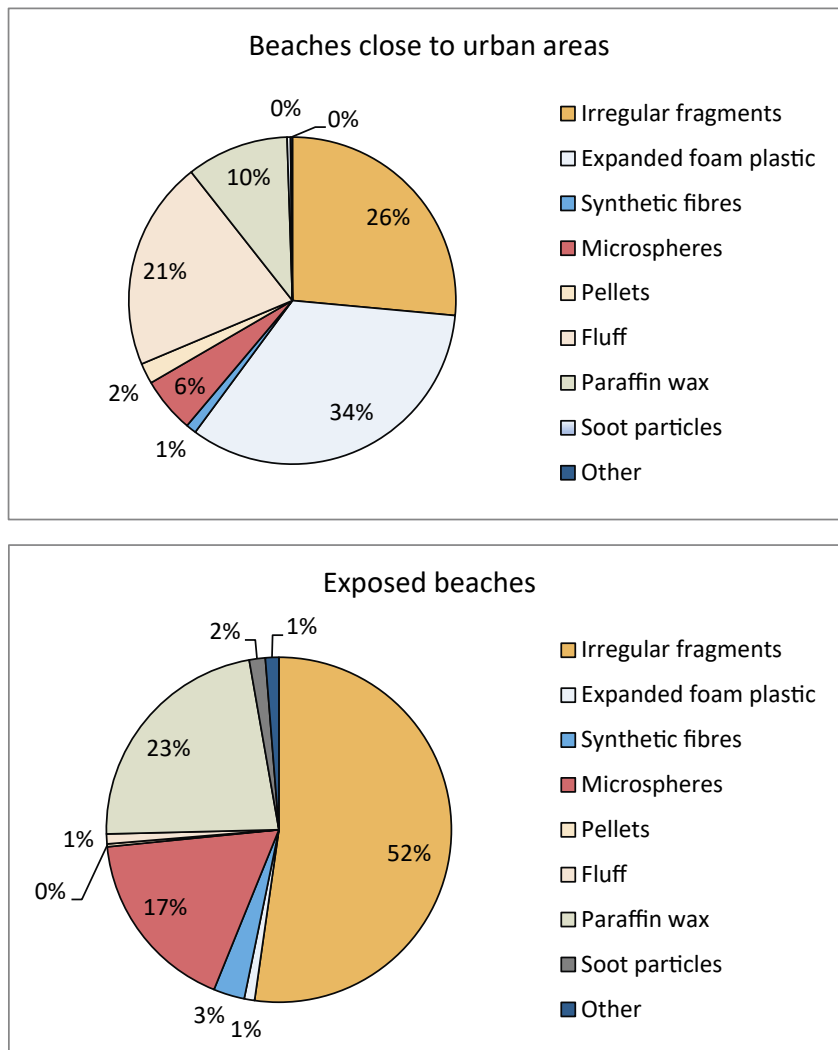 Beaches close to urban areas
0%
0%
10%
26%
21%
2%
6%
1%
34%
Irregular fragments
Expanded foam plastic
Synthetic fibres
Microspheres
Pellets
Fluff
Paraffin wax
Soot particles
Other
Exposed beaches
2%
1%
23%
1%
52%
0%
17%
3%
1%
Irregular fragments
Expanded foam plastic
Synthetic fibres
Microspheres
Pellets
Fluff
Paraffin wax
Soot particles
Other